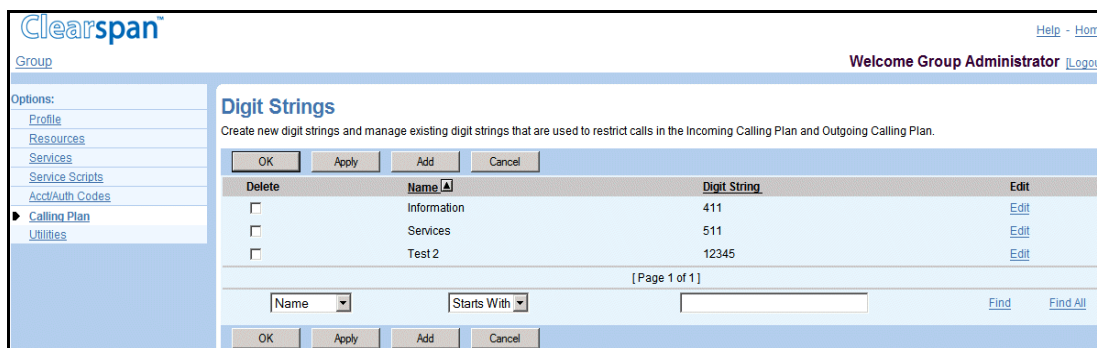 Clearspan™
Help - Hom
Group
Welcome Group Administrator [Logou
Options:
Profile
Resources
Services
Service Scripts
Acct/Auth Codes
Calling Plan
Utilities
Digit Strings
Create new digit strings and manage existing digit strings that are used to restrict calls in the Incoming Calling Plan and Outgoing Calling Plan.
OK Apply Add Cancel
Delete Name Digit String Edit
Information 411 Edit
Services 511 Edit
Test 2 12345 Edit
[ Page 1 of 1 ]
Name Starts With Find Find All
OK Apply Add Cancel